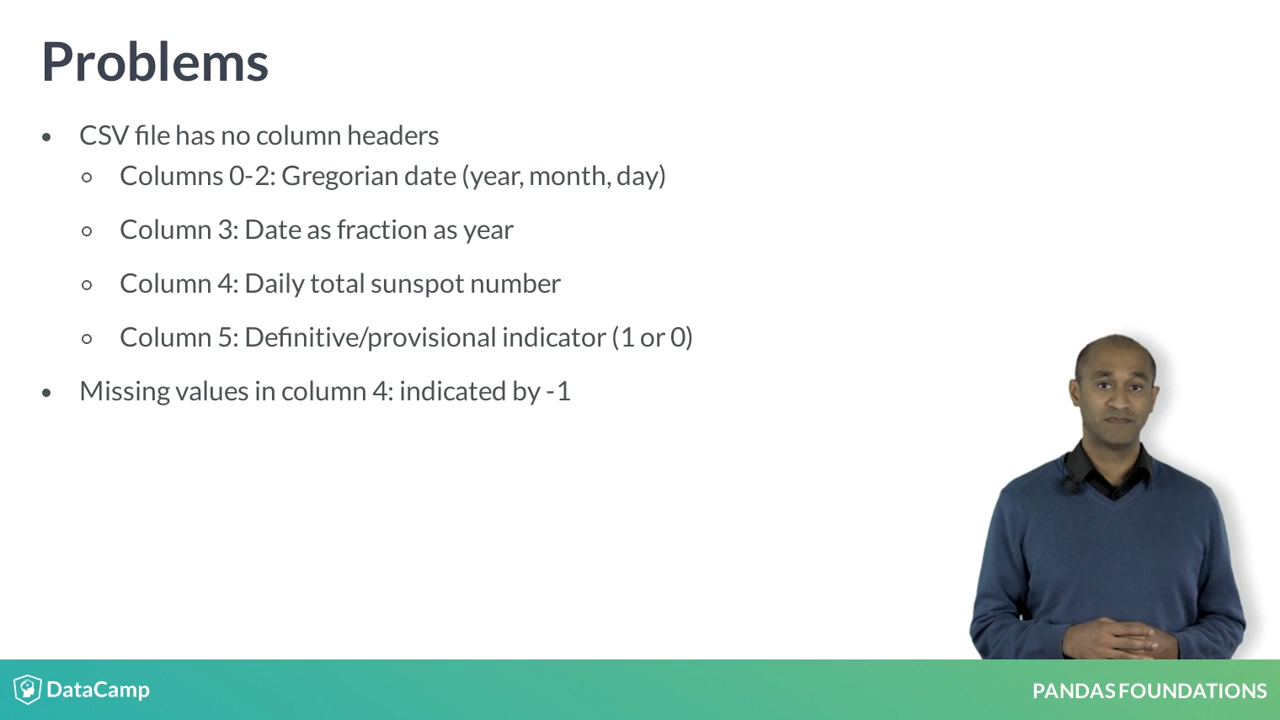 Problems
• CSV file has no column headers
○ Columns 0-2: Gregorian date (year, month, day)
○ Column 3: Date as fraction as year
○ Column 4: Daily total sunspot number
○ Column 5: Definitive/provisional indicator (1 or 0)
• Missing values in column 4: indicated by -1
DataCamp
PANDAS FOUNDATIONS